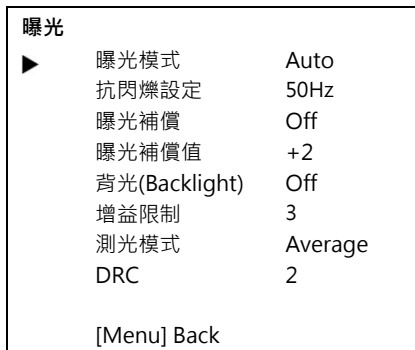 曝光
▶ 曝光模式 Auto
抗閃爍設定 50Hz
曝光補償 Off
曝光補償值 +2
背光(Backlight) Off
增益限制 3
測光模式 Average
DRC 2
[Menu] Back